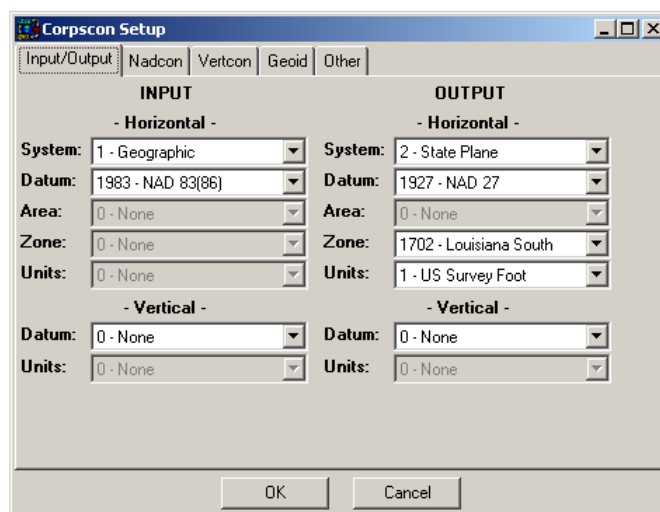 Corpscon Setup
Input/Output Nadcon Vertcon Geoid Other
INPUT OUTPUT
- Horizontal - - Horizontal -
System: 1 - Geographic System: 2 - State Plane
Datum: 1983 - NAD 83(86) Datum: 1927 - NAD 27
Area: 0 - None Area: 0 - None
Zone: 0 - None Zone: 1702 - Louisiana South
Units: 0 - None Units: 1 - US Survey Foot
- Vertical - - Vertical -
Datum: 0 - None Datum: 0 - None
Units: 0 - None Units: 0 - None
OK Cancel